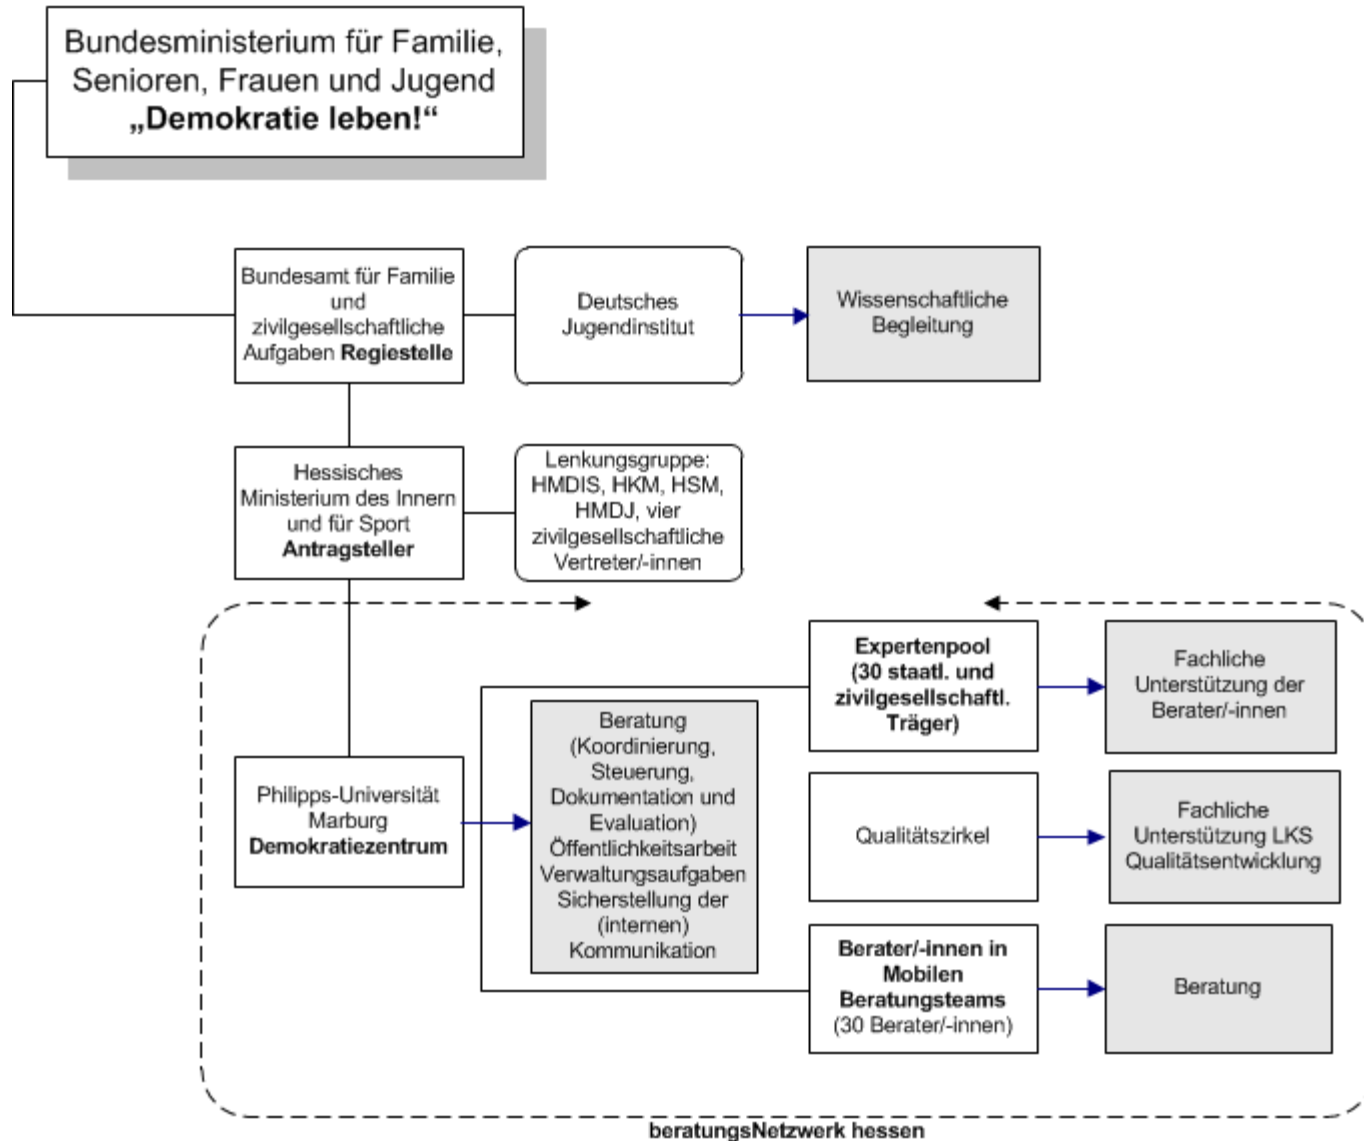 Bundesministerium für Familie,
Senioren, Frauen und Jugend
„Demokratie leben!“
Bundesamt für Familie
und
zivilgesellschaftliche
Aufgaben Regiestelle
Deutsches
Jugendinstitut
Wissenschaftliche
Begleitung
Hessisches
Ministerium des Innern
und für Sport
Antragsteller
Lenkungsgruppe:
HMDIS, HKM, HSM,
HMDJ, vier
zivilgesellschaftliche
Vertreter/-innen
Philipps-Universität
Marburg
Demokratiezentrum
Beratung
(Koordinierung,
Steuerung,
Dokumentation und
Evaluation)
Öffentlichkeitsarbeit
Verwaltungsaufgaben
Sicherstellung der
(internen)
Kommunikation
Expertenpool
(30 staatl. und
zivilgesellschaftl.
Träger)
Fachliche
Unterstützung der
Berater/-innen
Qualitätszirkel
Fachliche
Unterstützung LKS
Qualitätsentwicklung
Berater/-innen in
Mobilen
Beratungsteams
(30 Berater/-innen)
Beratung
beratungsNetzwerk hessen